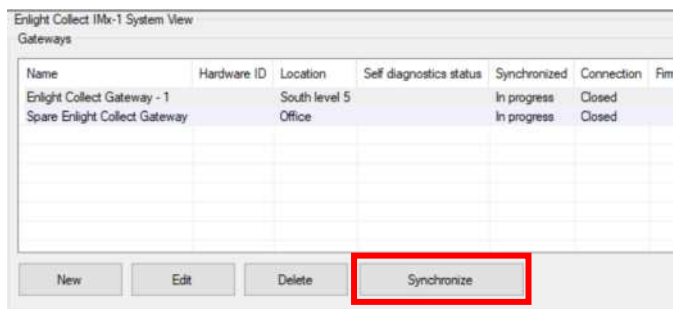 Enlight Collect IMx-1 System View
Gateways
Name Hardware ID Location Self diagnostics status Synchronized Connection Firm
Enlight Collect Gateway - 1 South level 5 In progress Closed
Spare Enlight Collect Gateway Office In progress Closed
New Edit Delete Synchronize